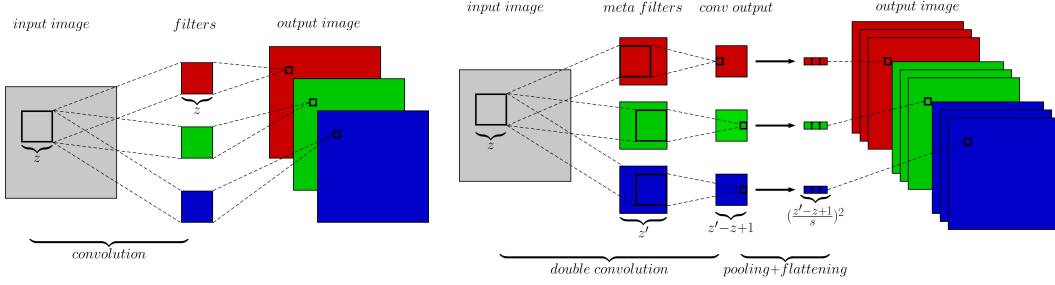 input image
filters
output image
z
z
convolution
input image
meta filters
conv output
output image
z
z'
z'−z+1
(\frac{z'−z+1}{s})^2
double convolution
pooling+flattening